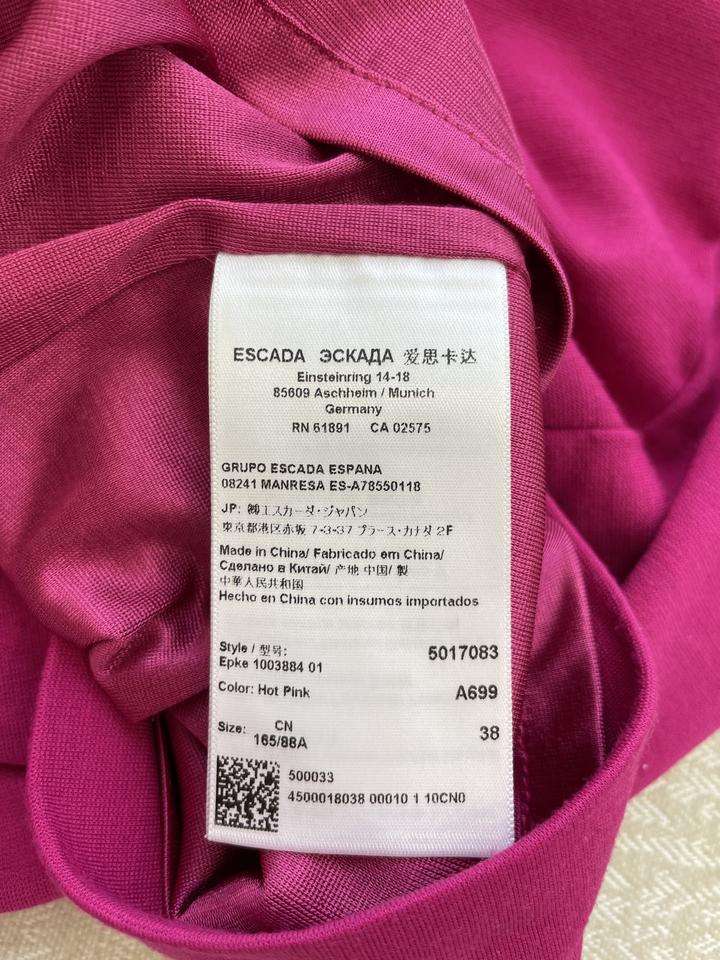 ESCADA ЭСКАДА 爱思卡达
Einsteinring 14-18
85609 Aschheim / Munich
Germany
RN 61891 CA 02575
GRUPO ESCADA ESPANA
08241 MANRESA ES-A78550118
JP: ㈱エスカーダ・ジャパン
東京都港区赤坂 7-3-37 プラース・カナダ 2F
Made in China/ Fabricado em China/
Сделано в Китай/ 产地 中国/ 製
中華人民共和国
Hecho en China con insumos importados
Style / 型号: 5017083
Epke 1003884 01
Color: Hot Pink A699
Size: CN 38
165/88A
500033
4500018038 00010 1 10CN0